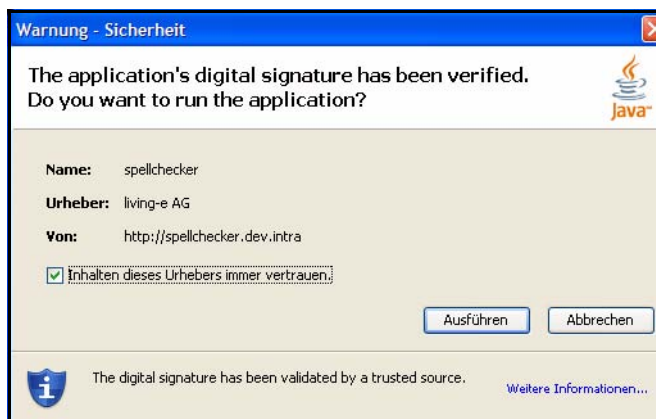 Warnung - Sicherheit
The application's digital signature has been verified.
Do you want to run the application?
Java™
Name: spellchecker
Urheber: living-e AG
Von: http://spellchecker.dev.intra
Inhalten dieses Urhebers immer vertrauen.
Ausführen Abbrechen
The digital signature has been validated by a trusted source.
Weitere Informationen...